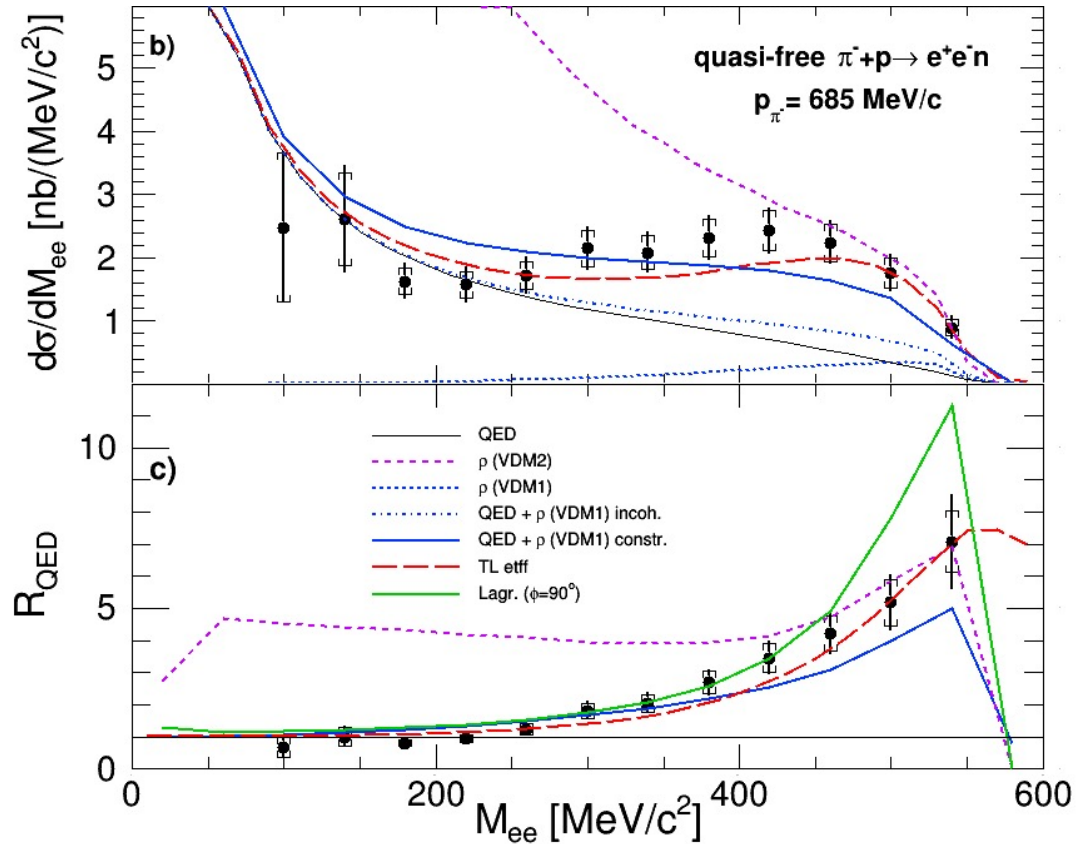 b)
quasi-free π⁻+p→ e⁺e⁻n
p_π⁻= 685 MeV/c
dσ/dM_ee [nb/(MeV/c²)]
5
4
3
2
1
c)
QED
ρ (VDM2)
ρ (VDM1)
QED + ρ (VDM1) incoh.
QED + ρ (VDM1) constr.
TL etff
Lagr. (ϕ=90°)
R_QED
10
5
0
0 200 400 600
M_ee [MeV/c²]